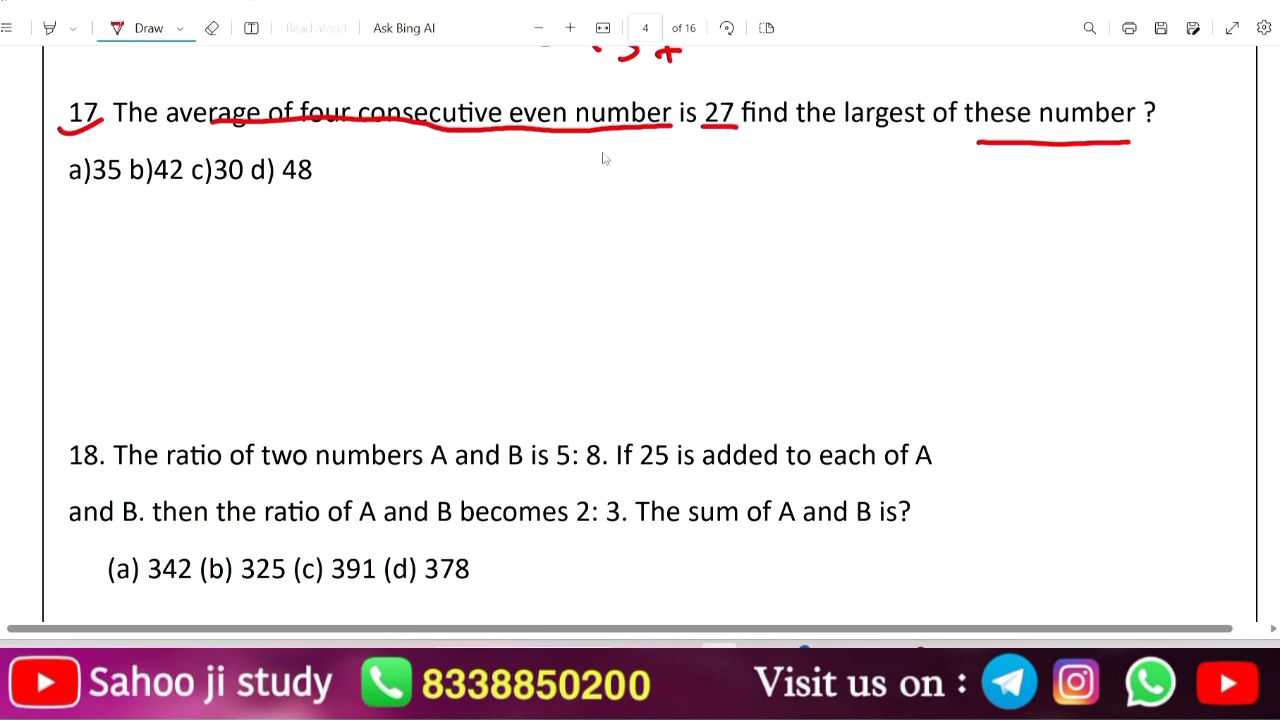 Draw
Read aloud
Ask Bing AI
4 of 16
17. The average of four consecutive even number is 27 find the largest of these number ?
a)35 b)42 c)30 d) 48
18. The ratio of two numbers A and B is 5: 8. If 25 is added to each of A
and B. then the ratio of A and B becomes 2: 3. The sum of A and B is?
(a) 342 (b) 325 (c) 391 (d) 378
Sahoo ji study 8338850200 Visit us on :